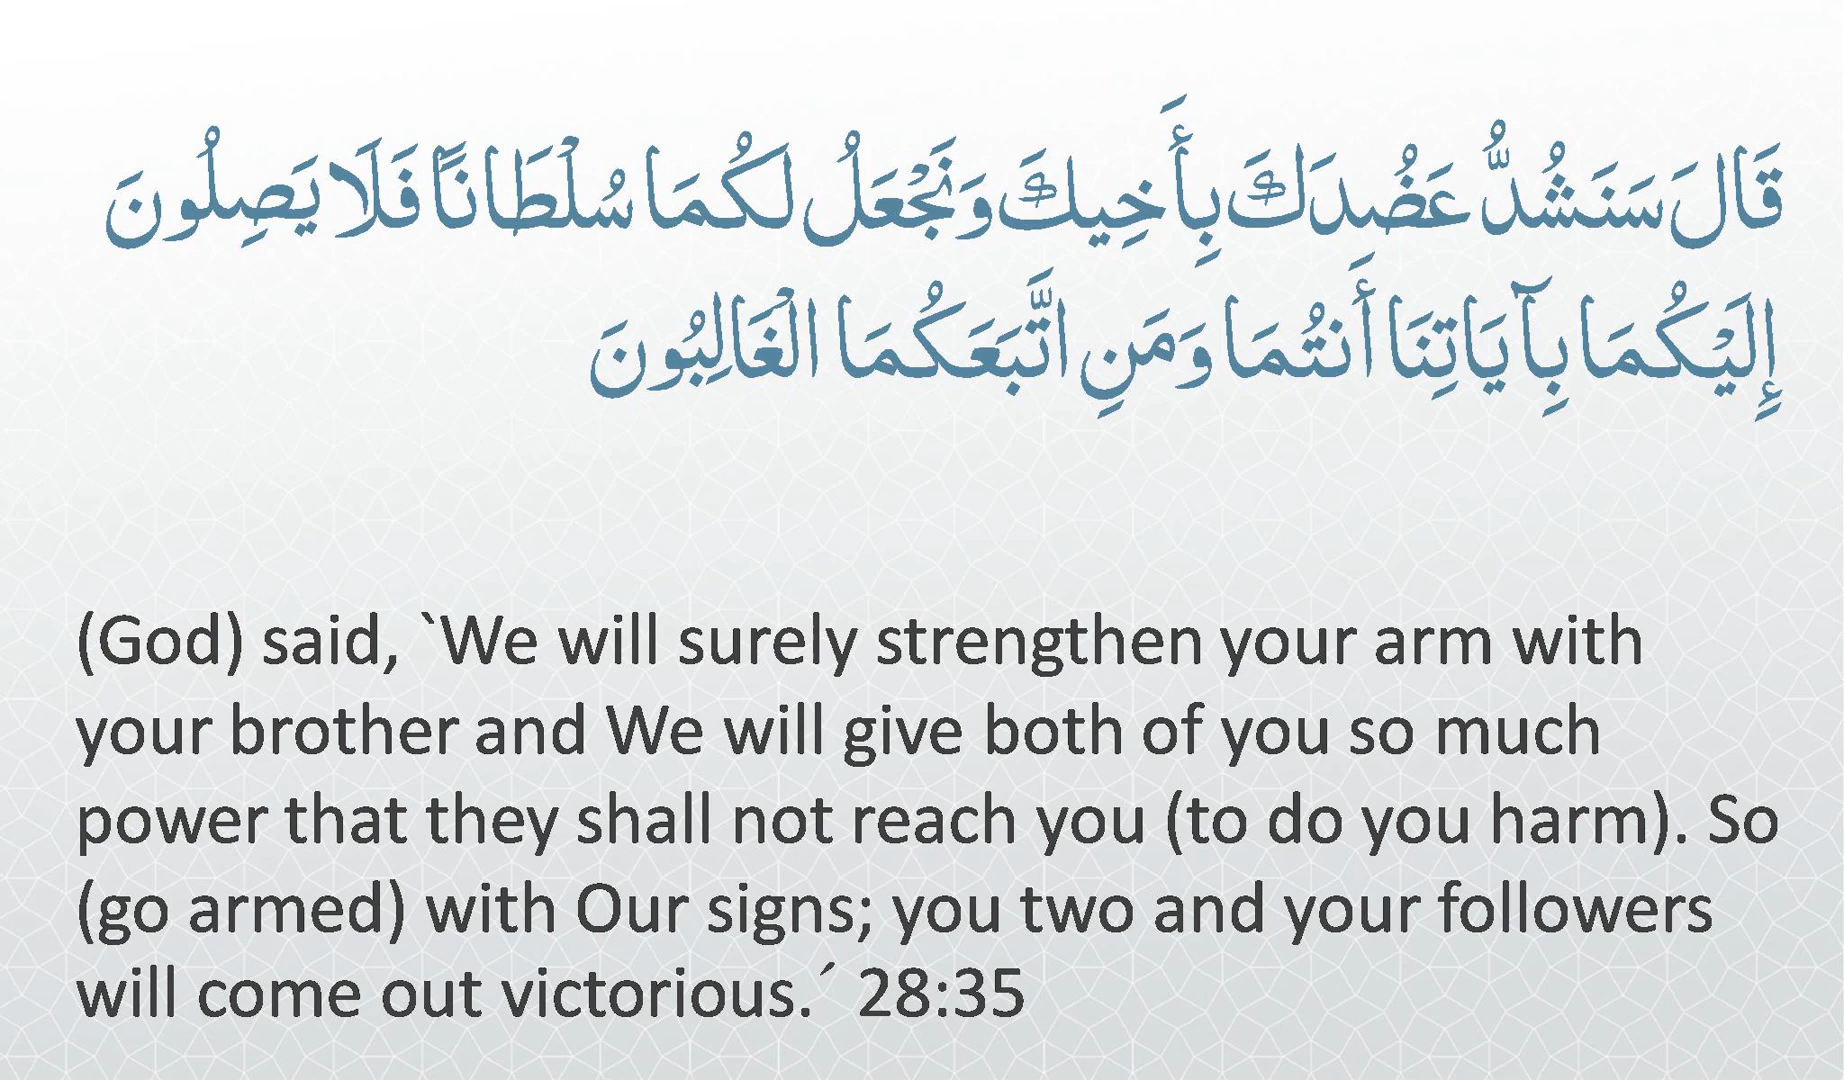 قَالَ سَنَشُدُّ عَضُدَكَ بِأَخِيكَ وَنَجْعَلُ لَكُمَا سُلْطَانًا فَلَا يَصِلُونَ
إِلَيْكُمَا بِآيَاتِنَا أَنتُمَا وَمَنِ اتَّبَعَكُمَا الْغَالِبُونَ
(God) said, `We will surely strengthen your arm with
your brother and We will give both of you so much
power that they shall not reach you (to do you harm). So
(go armed) with Our signs; you two and your followers
will come out victorious.´ 28:35